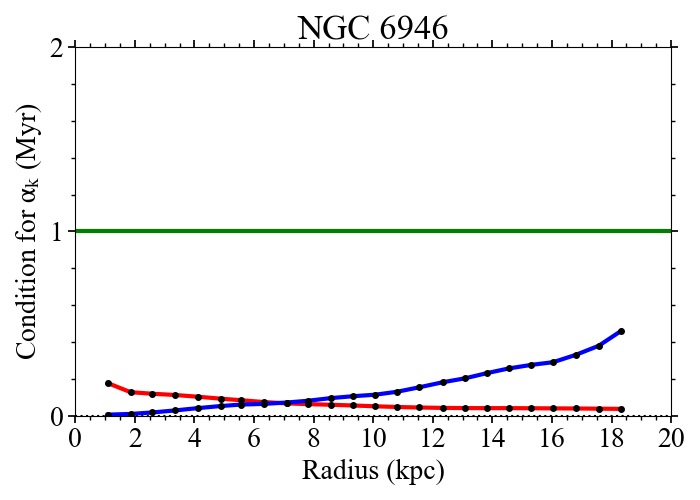 NGC 6946
2
1
0
Condition for αk (Myr)
0 2 4 6 8 10 12 14 16 18 20
Radius (kpc)